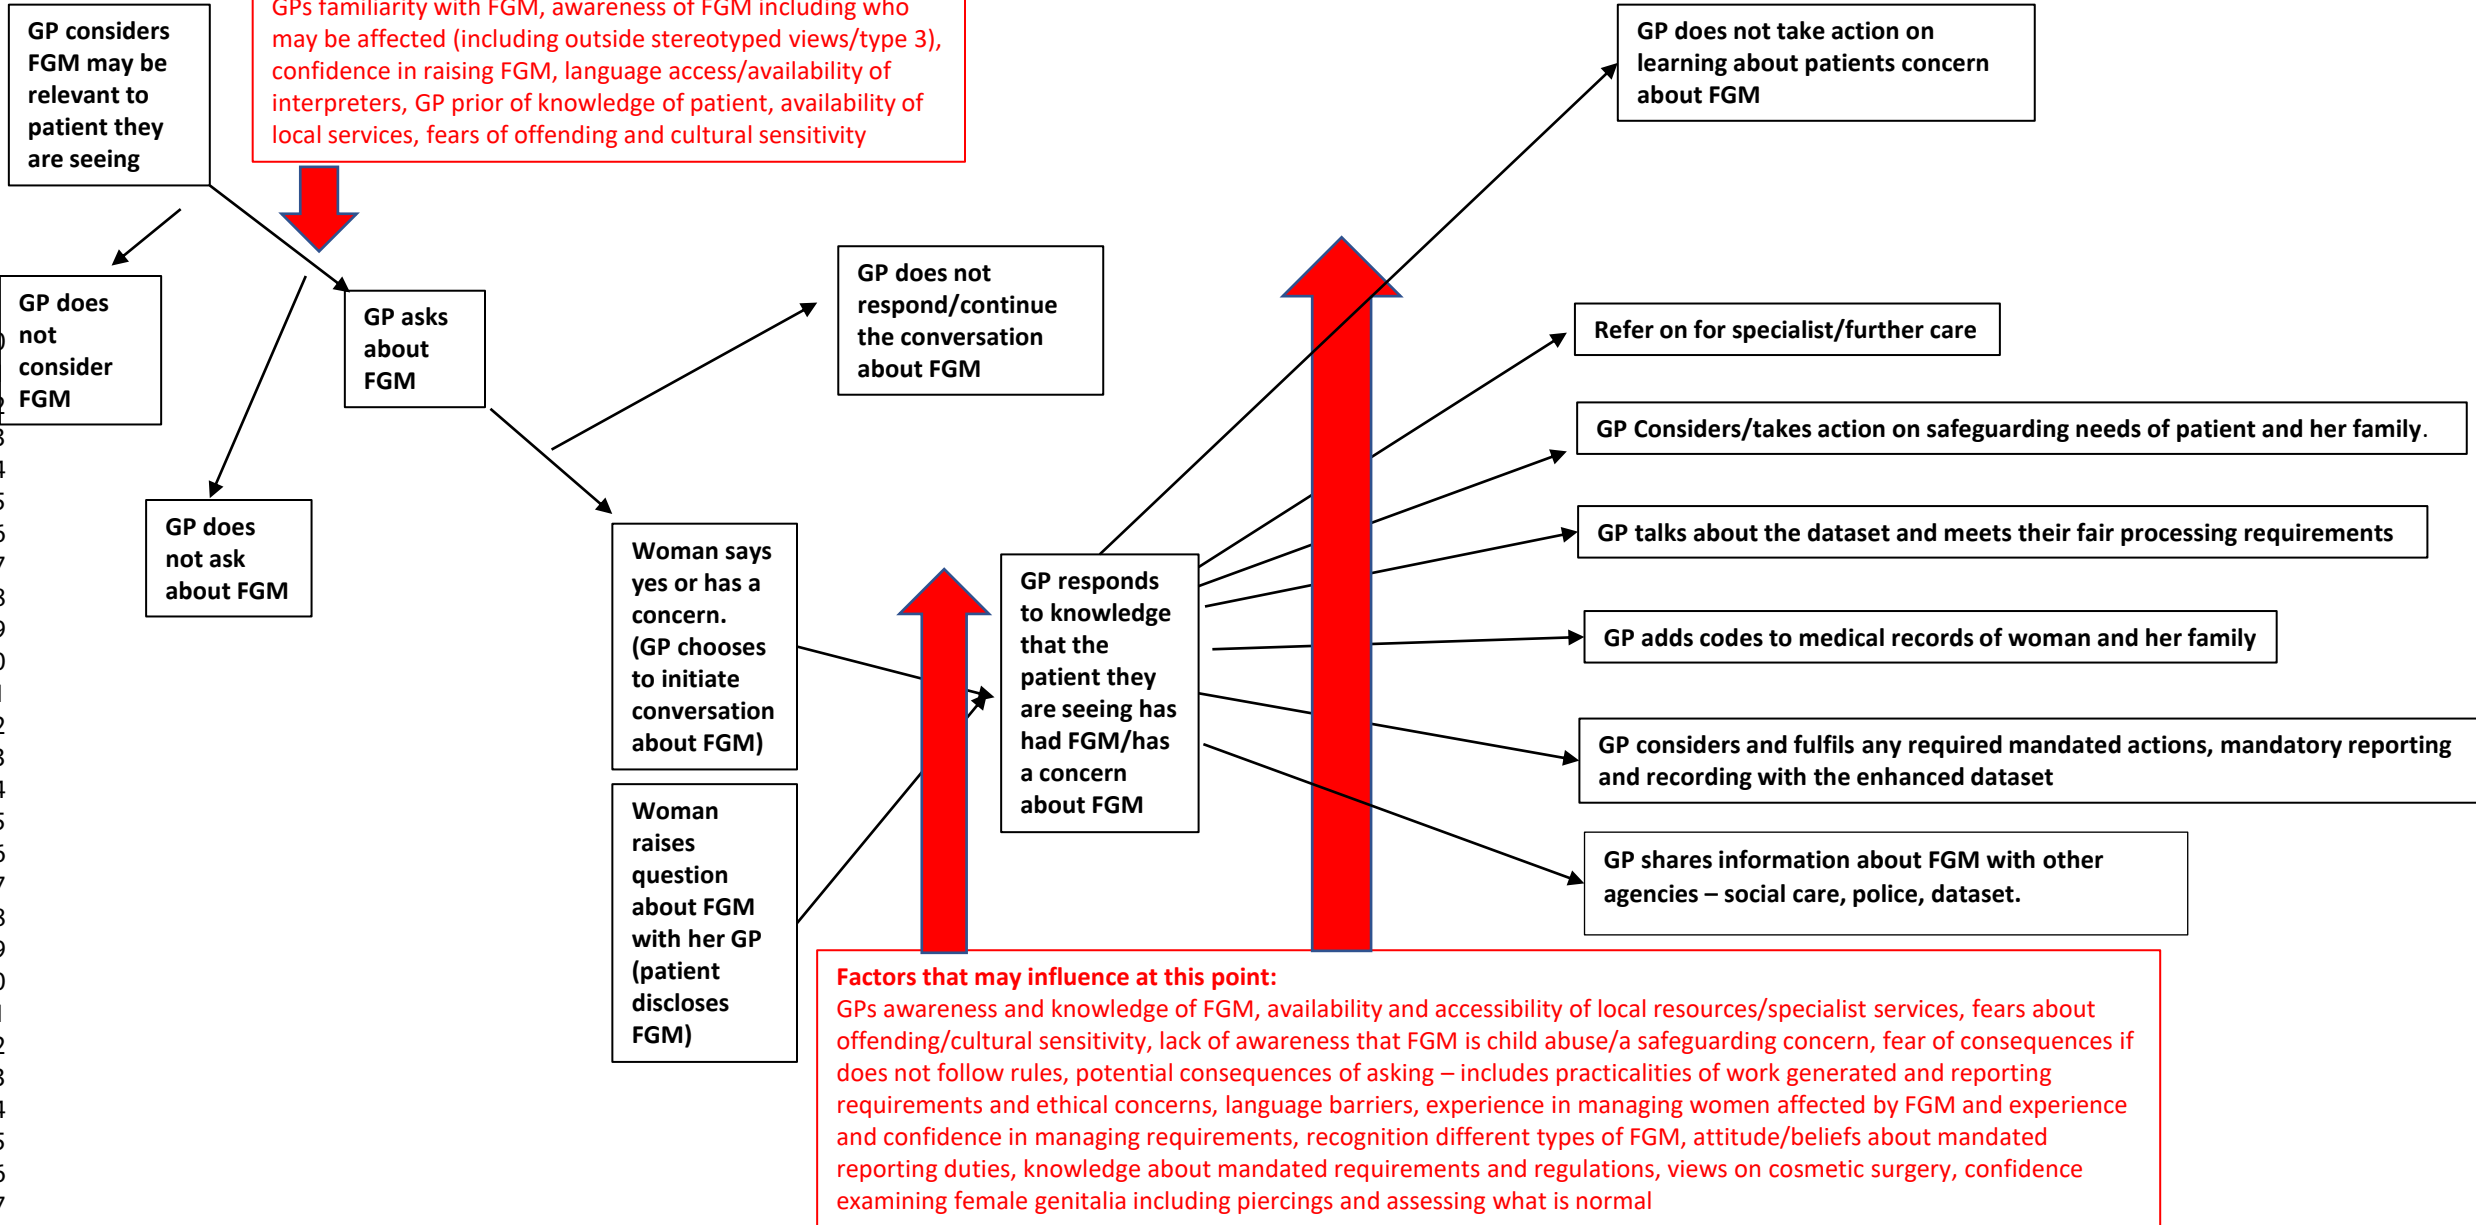 GP considers
FGM may be
relevant to
patient they
are seeing
GPs familiarity with FGM, awareness of FGM including who
may be affected (including outside stereotyped views/type 3),
confidence in raising FGM, language access/availability of
interpreters, GP prior of knowledge of patient, availability of
local services, fears of offending and cultural sensitivity
GP does not take action on
learning about patients concern
about FGM
GP does
not
consider
FGM
GP asks
about
FGM
GP does not
respond/continue
the conversation
about FGM
Refer on for specialist/further care
GP Considers/takes action on safeguarding needs of patient and her family.
GP does
not ask
about FGM
GP talks about the dataset and meets their fair processing requirements
Woman says
yes or has a
concern.
(GP chooses
to initiate
conversation
about FGM)
GP responds
to knowledge
that the
patient they
are seeing has
had FGM/has
a concern
about FGM
GP adds codes to medical records of woman and her family
GP considers and fulfils any required mandated actions, mandatory reporting
and recording with the enhanced dataset
Woman
raises
question
about FGM
with her GP
(patient
discloses
FGM)
GP shares information about FGM with other
agencies – social care, police, dataset.
Factors that may influence at this point:
GPs awareness and knowledge of FGM, availability and accessibility of local resources/specialist services, fears about
offending/cultural sensitivity, lack of awareness that FGM is child abuse/a safeguarding concern, fear of consequences if
does not follow rules, potential consequences of asking – includes practicalities of work generated and reporting
requirements and ethical concerns, language barriers, experience in managing women affected by FGM and experience
and confidence in managing requirements, recognition different types of FGM, attitude/beliefs about mandated
reporting duties, knowledge about mandated requirements and regulations, views on cosmetic surgery, confidence
examining female genitalia including piercings and assessing what is normal